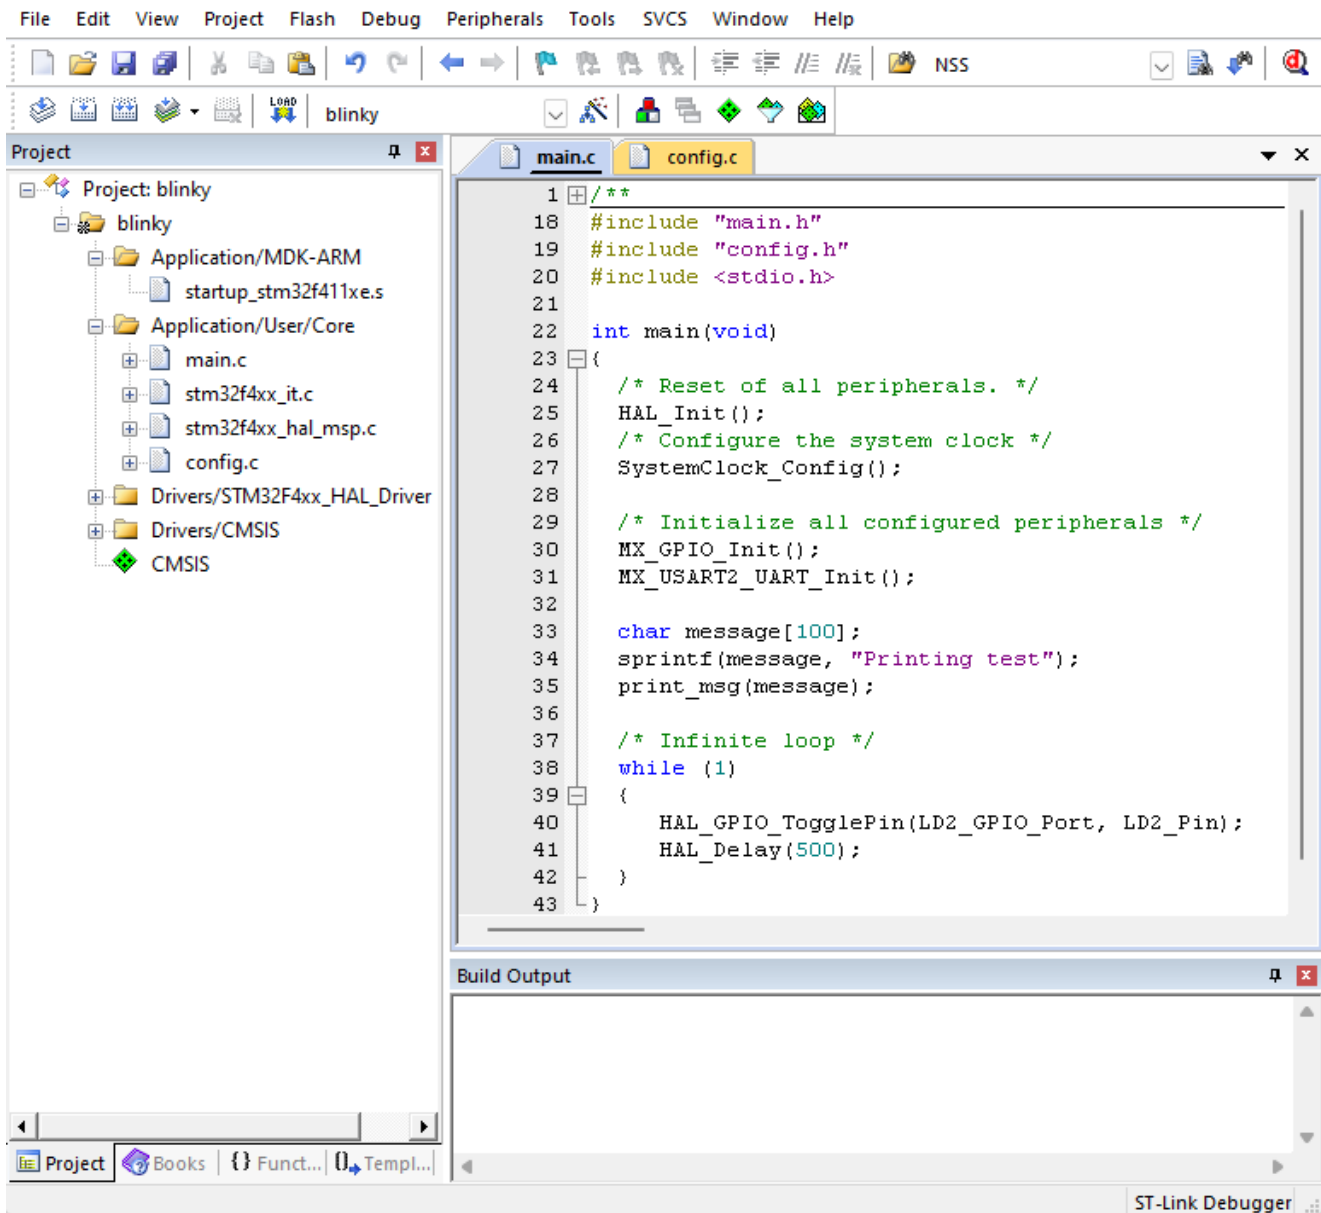 File Edit View Project Flash Debug Peripherals Tools SVCS Window Help
NSS
LOAD blinky
Project
Project: blinky
blinky
Application/MDK-ARM
startup_stm32f411xe.s
Application/User/Core
main.c
stm32f4xx_it.c
stm32f4xx_hal_msp.c
config.c
Drivers/STM32F4xx_HAL_Driver
Drivers/CMSIS
CMSIS
Project Books {} Funct... Templ...
main.c config.c
1 /**
18 #include "main.h"
19 #include "config.h"
20 #include <stdio.h>
21
22 int main(void)
23 {
24 /* Reset of all peripherals. */
25 HAL_Init();
26 /* Configure the system clock */
27 SystemClock_Config();
28
29 /* Initialize all configured peripherals */
30 MX_GPIO_Init();
31 MX_USART2_UART_Init();
32
33 char message[100];
34 sprintf(message, "Printing test");
35 print_msg(message);
36
37 /* Infinite loop */
38 while (1)
39 {
40 HAL_GPIO_TogglePin(LD2_GPIO_Port, LD2_Pin);
41 HAL_Delay(500);
42 }
43 }
Build Output
ST-Link Debugger